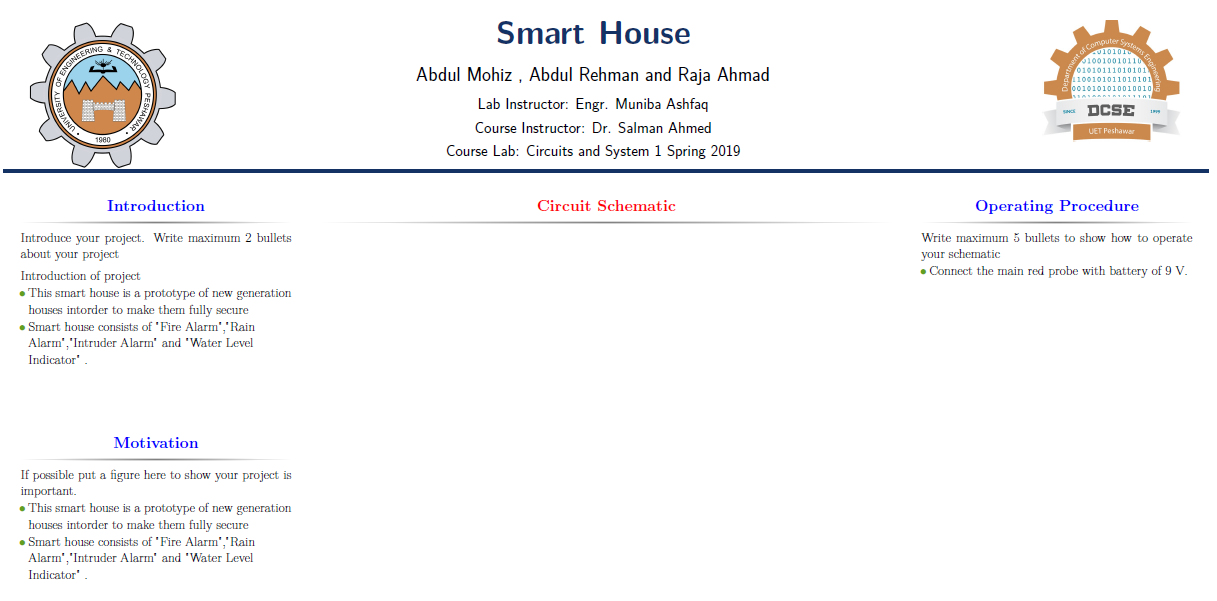 UNIVERSITY OF ENGINEERING & TECHNOLOGY PESHAWAR
1980
Smart House
Abdul Mohiz , Abdul Rehman and Raja Ahmad
Lab Instructor: Engr. Muniba Ashfaq
Course Instructor: Dr. Salman Ahmed
Course Lab: Circuits and System 1 Spring 2019
Department of Computer Systems Engineering
SINCE
DCSE
1999
UET Peshawar
Introduction
Introduce your project. Write maximum 2 bullets
about your project
Introduction of project
• This smart house is a prototype of new generation
houses intorder to make them fully secure
• Smart house consists of "Fire Alarm","Rain
Alarm","Intruder Alarm" and "Water Level
Indicator" .
Motivation
If possible put a figure here to show your project is
important.
• This smart house is a prototype of new generation
houses intorder to make them fully secure
• Smart house consists of "Fire Alarm","Rain
Alarm","Intruder Alarm" and "Water Level
Indicator" .
Circuit Schematic
Operating Procedure
Write maximum 5 bullets to show how to operate
your schematic
• Connect the main red probe with battery of 9 V.